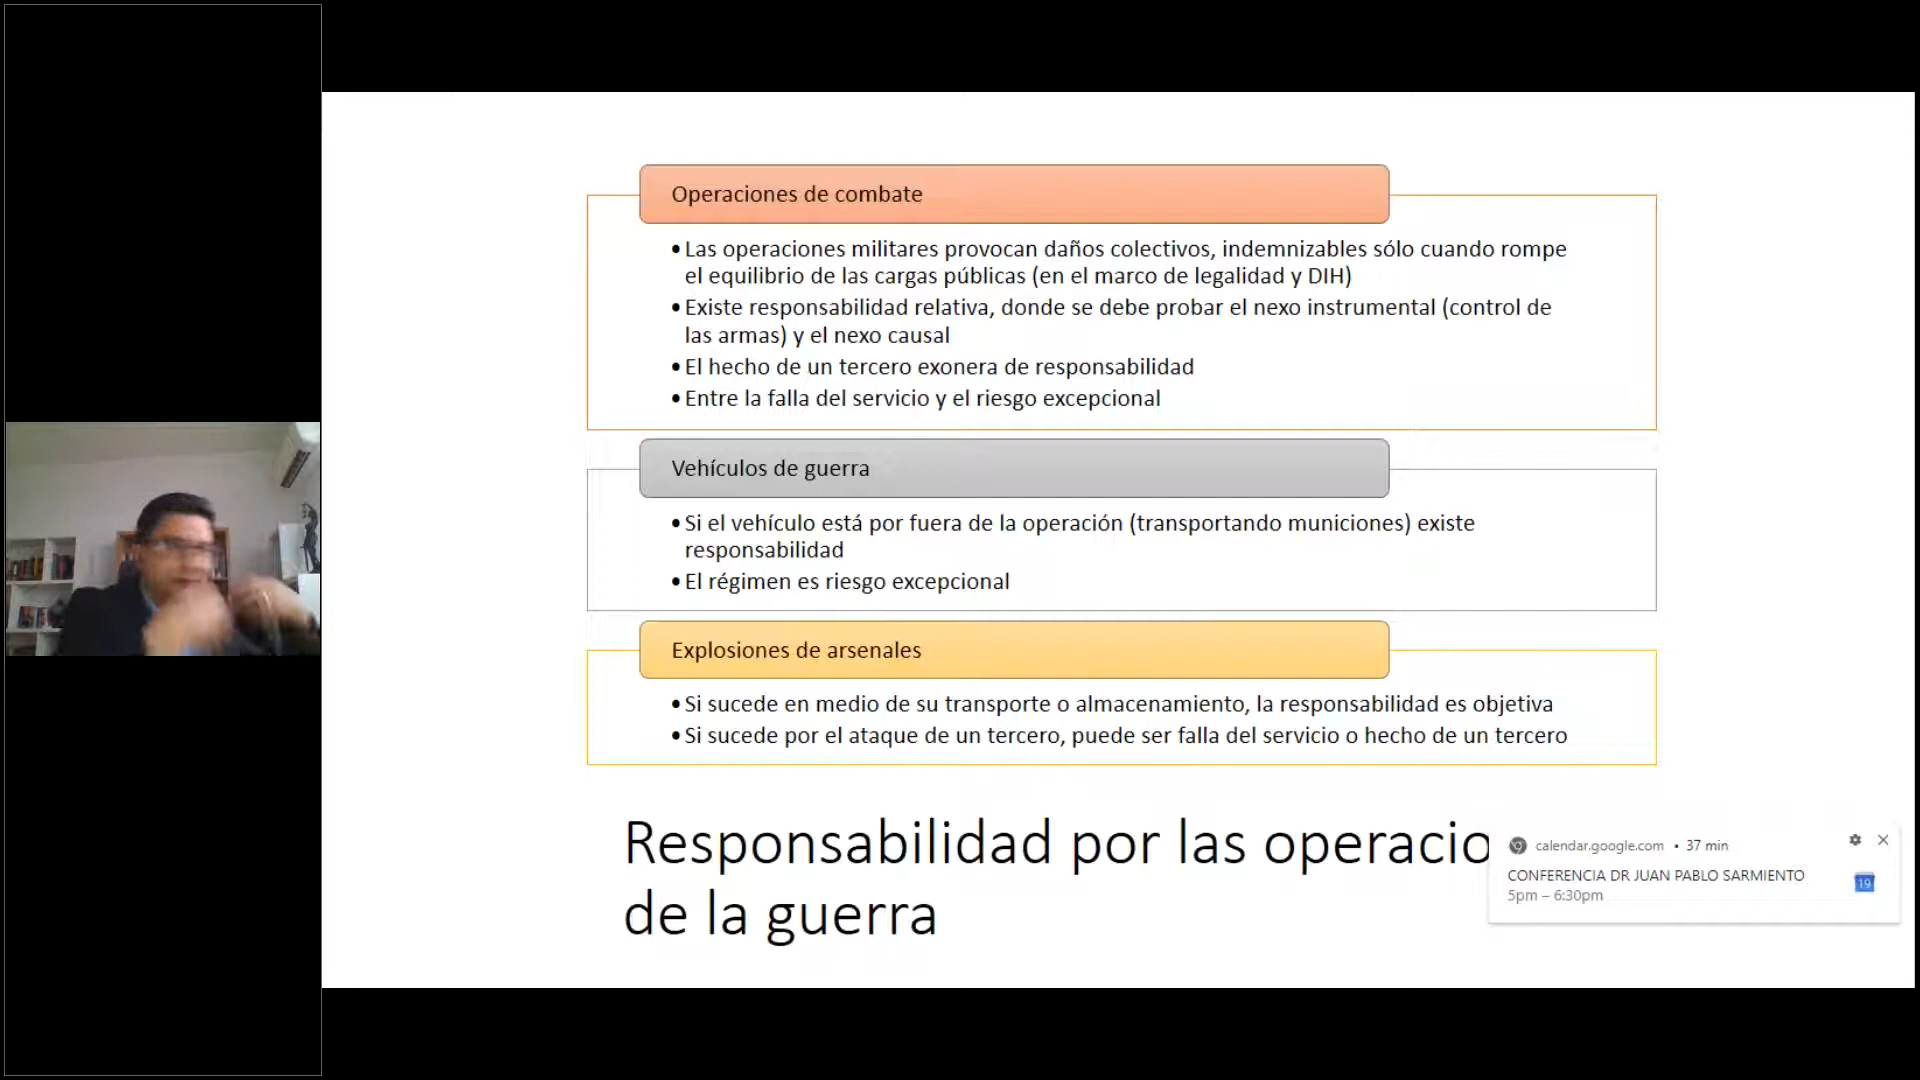 Operaciones de combate
•Las operaciones militares provocan daños colectivos, indemnizables sólo cuando rompe
el equilibrio de las cargas públicas (en el marco de legalidad y DIH)
•Existe responsabilidad relativa, donde se debe probar el nexo instrumental (control de
las armas) y el nexo causal
•El hecho de un tercero exonera de responsabilidad
•Entre la falla del servicio y el riesgo excepcional
Vehículos de guerra
•Si el vehículo está por fuera de la operación (transportando municiones) existe
responsabilidad
•El régimen es riesgo excepcional
Explosiones de arsenales
•Si sucede en medio de su transporte o almacenamiento, la responsabilidad es objetiva
•Si sucede por el ataque de un tercero, puede ser falla del servicio o hecho de un tercero
Responsabilidad por las operacio
de la guerra
calendar.google.com • 37 min
CONFERENCIA DR JUAN PABLO SARMIENTO
5pm – 6:30pm
19